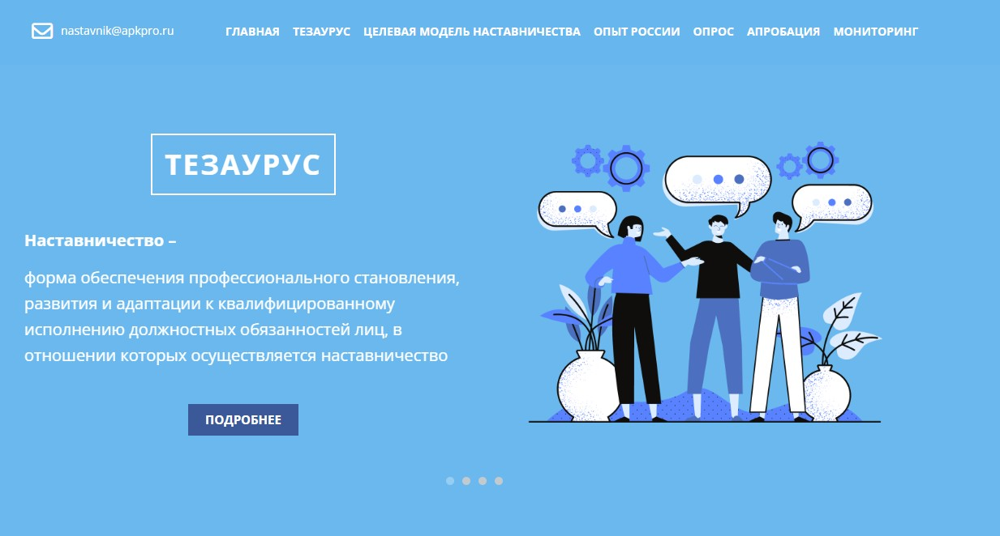 nastavnik@apkpro.ru
ГЛАВНАЯ ТЕЗАУРУС ЦЕЛЕВАЯ МОДЕЛЬ НАСТАВНИЧЕСТВА ОПЫТ РОССИИ ОПРОС АПРОБАЦИЯ МОНИТОРИНГ
ТЕЗАУРУС
Наставничество –
форма обеспечения профессионального становления,
развития и адаптации к квалифицированному
исполнению должностных обязанностей лиц, в
отношении которых осуществляется наставничество
ПОДРОБНЕЕ